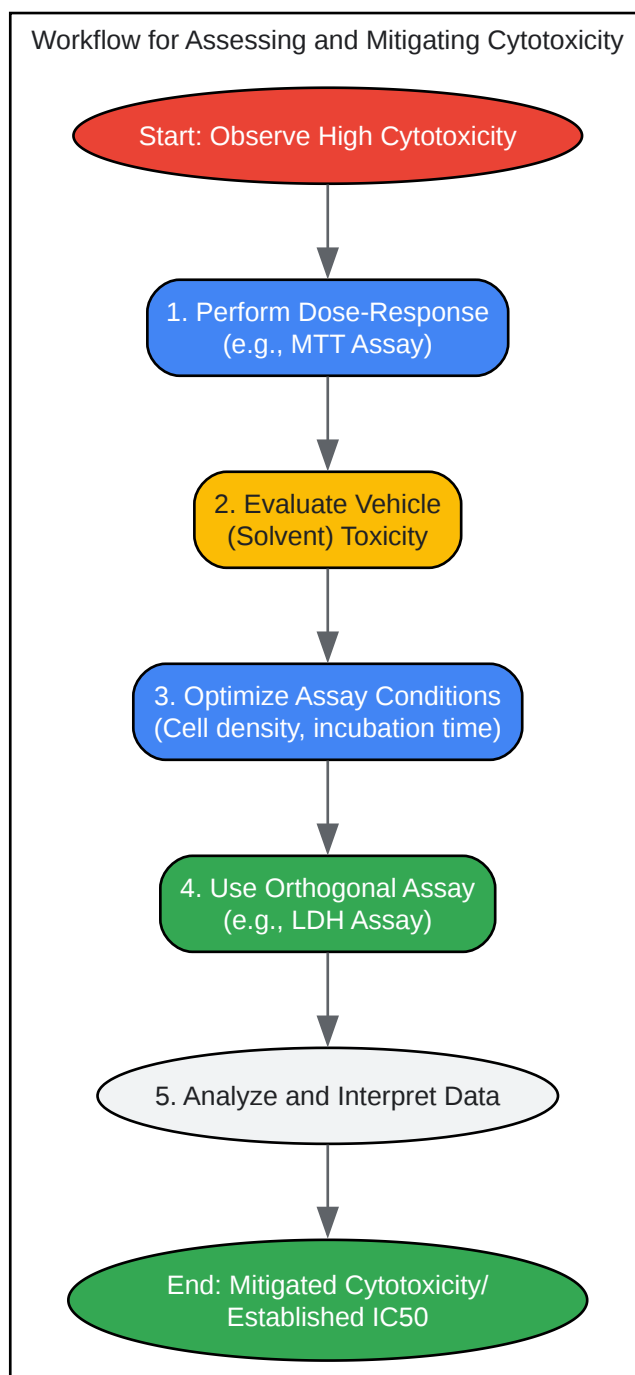 Workflow for Assessing and Mitigating Cytotoxicity
Start: Observe High Cytotoxicity
1. Perform Dose-Response
(e.g., MTT Assay)
2. Evaluate Vehicle
(Solvent) Toxicity
3. Optimize Assay Conditions
(Cell density, incubation time)
4. Use Orthogonal Assay
(e.g., LDH Assay)
5. Analyze and Interpret Data
End: Mitigated Cytotoxicity/
Established IC50